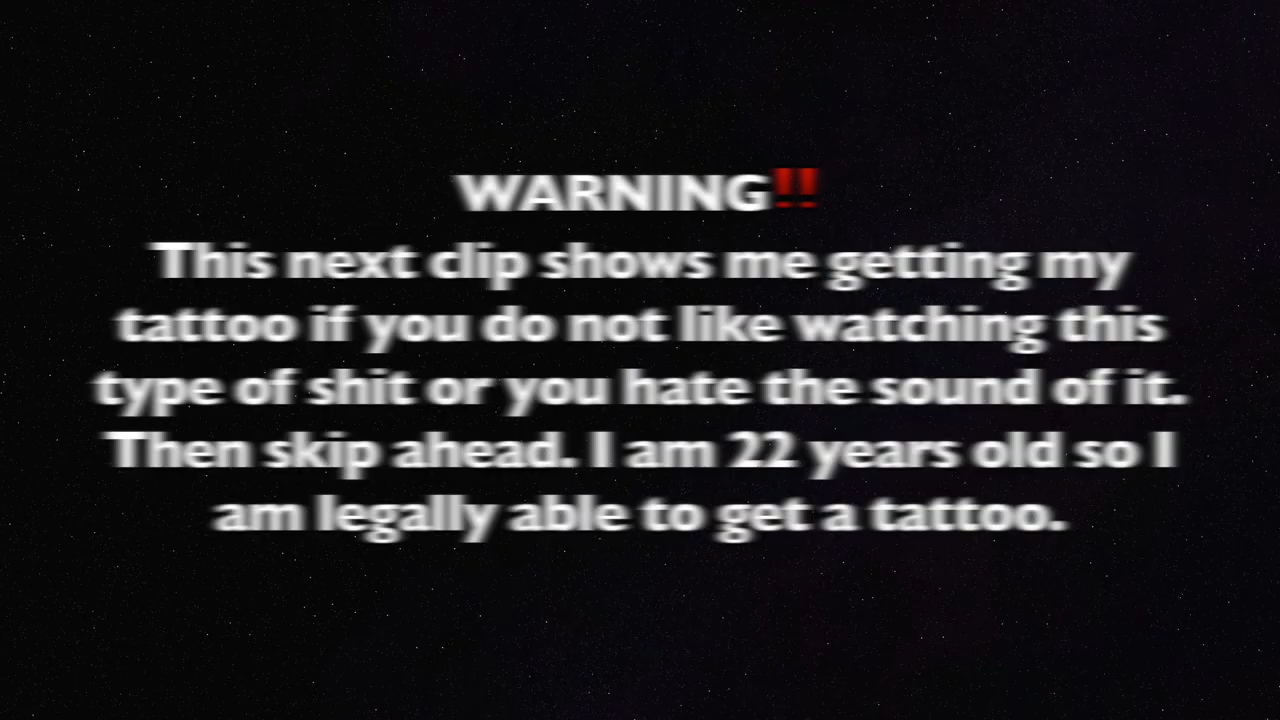 WARNING‼
This next clip shows me getting my
tattoo if you do not like watching this
type of shit or you hate the sound of it.
Then skip ahead. I am 22 years old so I
am legally able to get a tattoo.